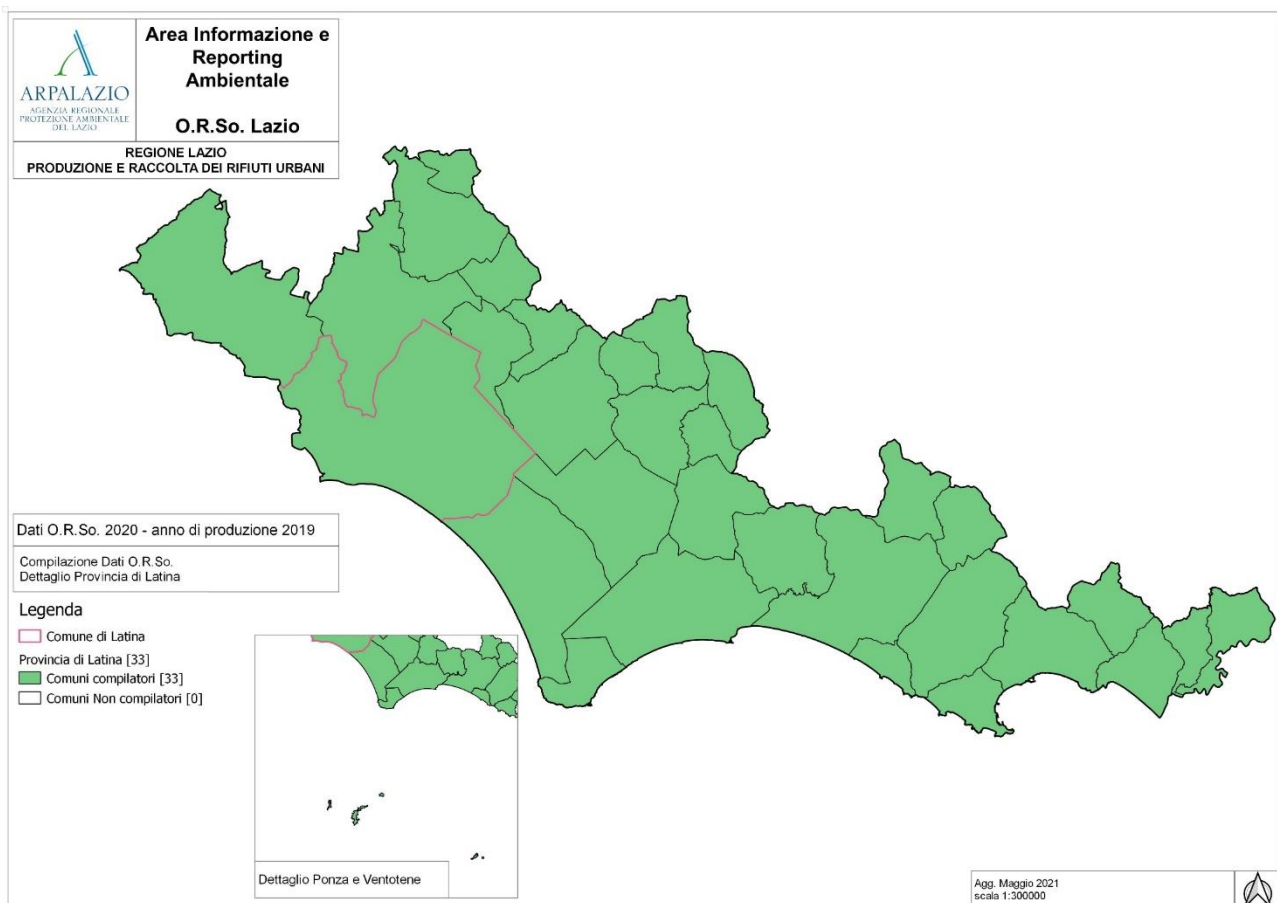 ARPALAZIO
AGENZIA REGIONALE
PROTEZIONE AMBIENTALE
DEL LAZIO
Area Informazione e
Reporting
Ambientale
O.R.So. Lazio
REGIONE LAZIO
PRODUZIONE E RACCOLTA DEI RIFIUTI URBANI
Dati O.R.So. 2020 - anno di produzione 2019
Compilazione Dati O.R.So.
Dettaglio Provincia di Latina
Legenda
Comune di Latina
Provincia di Latina [33]
Comuni compilatori [33]
Comuni Non compilatori [0]
Dettaglio Ponza e Ventotene
Agg. Maggio 2021
scala 1:300000